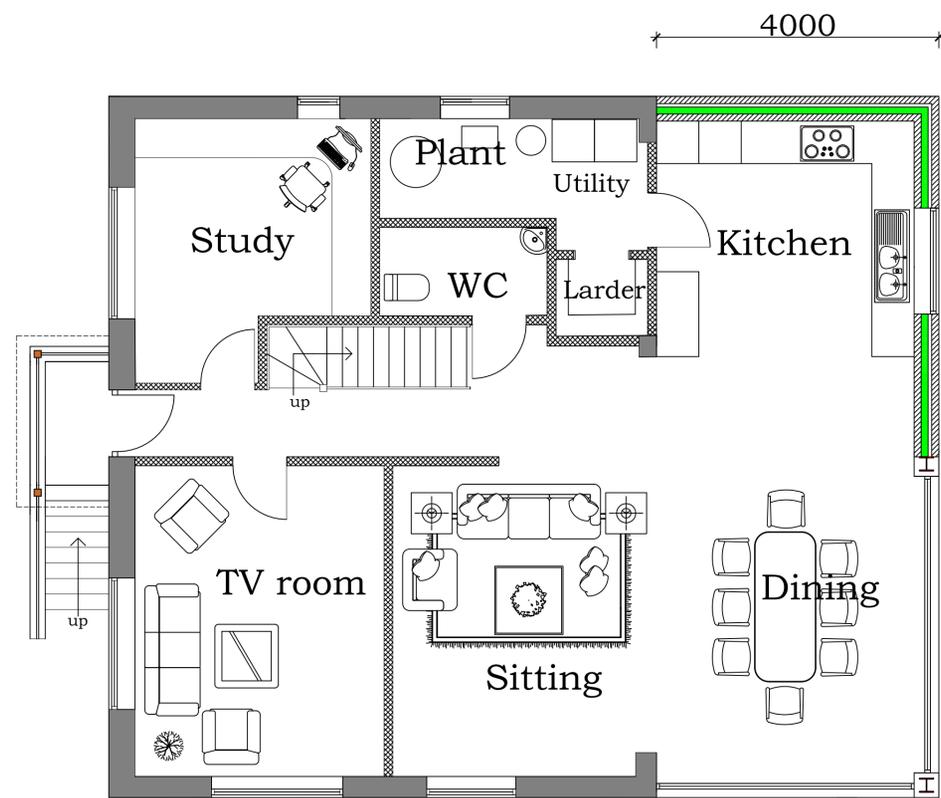 4000
Plant
Utility
Study
Kitchen
WC
Larder
up
TV room
Dining
up
Sitting